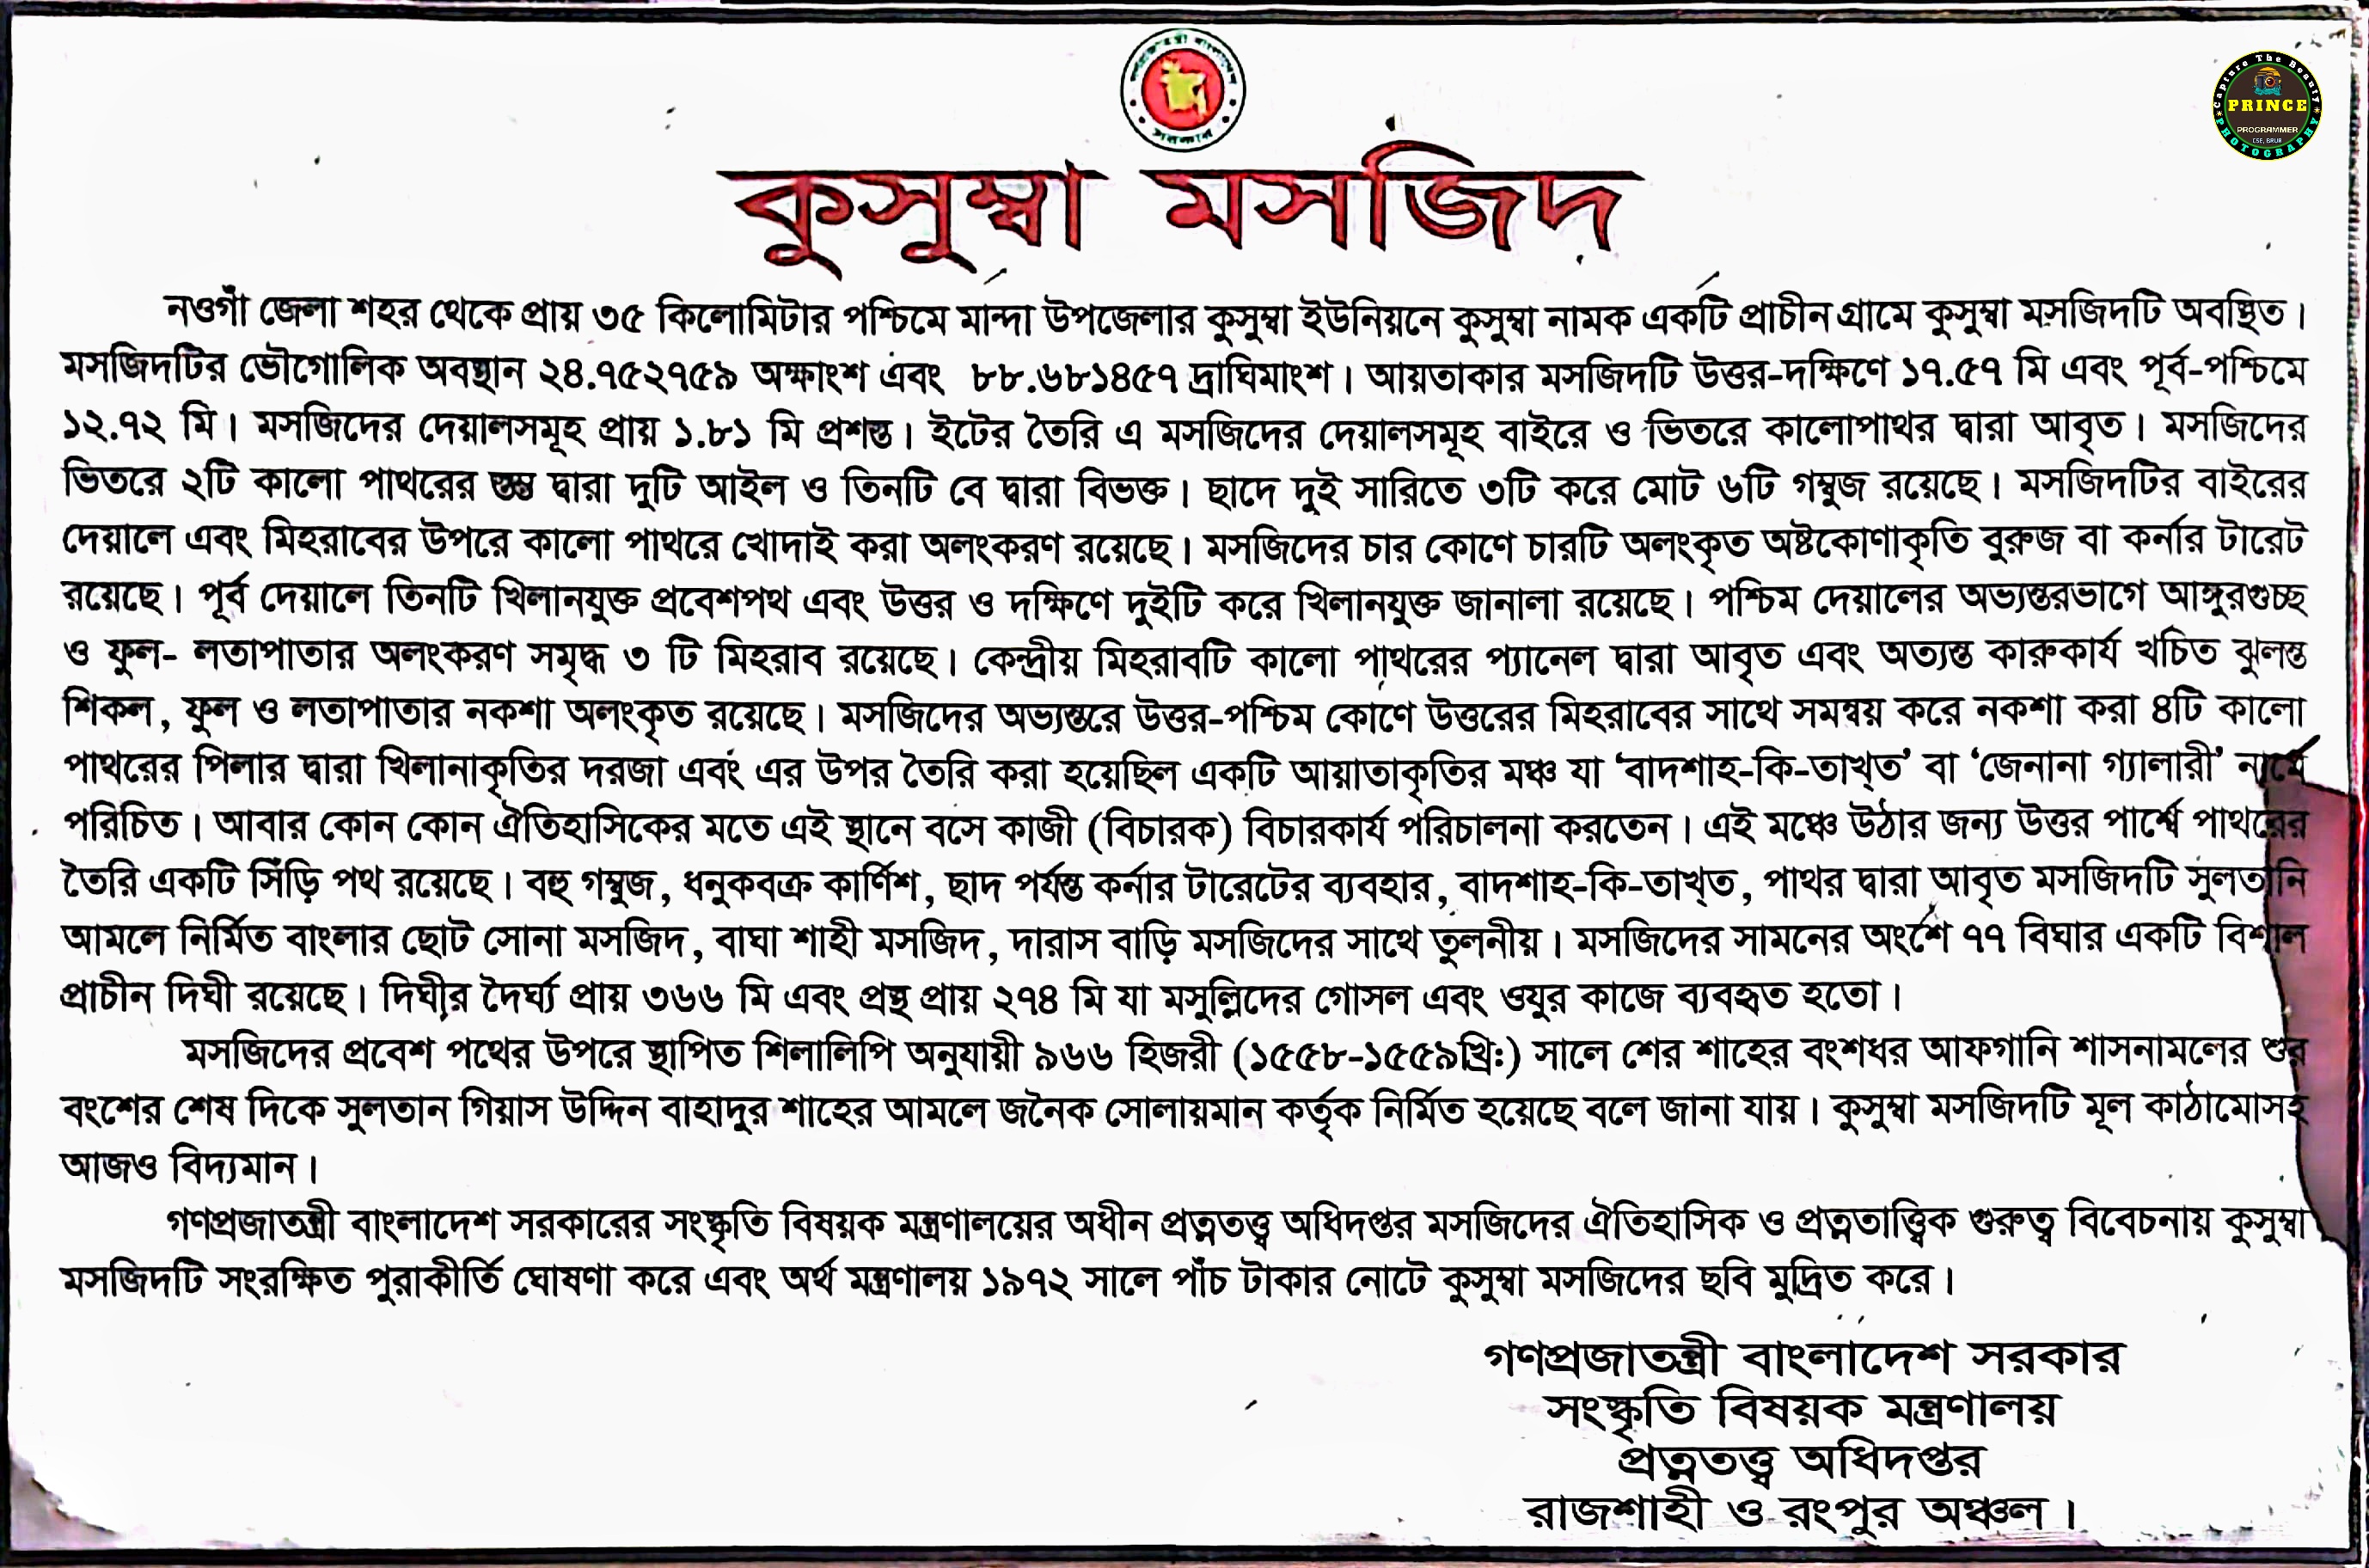 কুসুম্বা মসজিদ
Capture The Beauty
PRINCE
PROGRAMMER
CSE, BRUR
PHOTOGRAPHY
নওগাঁ জেলা শহর থেকে প্রায় ৩৫ কিলোমিটার পশ্চিমে মান্দা উপজেলার কুসুম্বা ইউনিয়নে কুসুম্বা নামক একটি প্রাচীন গ্রামে কুসুম্বা মসজিদটি অবস্থিত।
মসজিদটির ভৌগোলিক অবস্থান ২৪.৭৫২৭৫৯ অক্ষাংশ এবং ৮৮.৬৮১৪৫৭ দ্রাঘিমাংশ। আয়তাকার মসজিদটি উত্তর-দক্ষিণে ১৭.৫৭ মি এবং পূর্ব-পশ্চিমে
১২.৭২ মি। মসজিদের দেয়ালসমূহ প্রায় ১.৮১ মি প্রশস্ত। ইটের তৈরি এ মসজিদের দেয়ালসমূহ বাইরে ও ভিতরে কালোপাথর দ্বারা আবৃত। মসজিদের
ভিতরে ২টি কালো পাথরের স্তম্ভ দ্বারা দুটি আইল ও তিনটি বে দ্বারা বিভক্ত। ছাদে দুই সারিতে ৩টি করে মোট ৬টি গম্বুজ রয়েছে। মসজিদটির বাইরের
দেয়ালে এবং মিহরাবের উপরে কালো পাথরে খোদাই করা অলংকরণ রয়েছে। মসজিদের চার কোণে চারটি অলংকৃত অষ্টকোণাকৃতি বুরুজ বা কর্নার টারেট
রয়েছে। পূর্ব দেয়ালে তিনটি খিলানযুক্ত প্রবেশপথ এবং উত্তর ও দক্ষিণে দুইটি করে খিলানযুক্ত জানালা রয়েছে। পশ্চিম দেয়ালের অভ্যন্তরভাগে আঙ্গুরগুচ্ছ
ও ফুল- লতাপাতার অলংকরণ সমৃদ্ধ ৩ টি মিহরাব রয়েছে। কেন্দ্রীয় মিহরাবটি কালো পাথরের প্যানেল দ্বারা আবৃত এবং অত্যন্ত কারুকার্য খচিত ঝুলন্ত
শিকল, ফুল ও লতাপাতার নকশা অলংকৃত রয়েছে। মসজিদের অভ্যন্তরে উত্তর-পশ্চিম কোণে উত্তরের মিহরাবের সাথে সমন্বয় করে নকশা করা ৪টি কালো
পাথরের পিলার দ্বারা খিলানাকৃতির দরজা এবং এর উপর তৈরি করা হয়েছিল একটি আয়াতাকৃতির মঞ্চ যা ‘বাদশাহ-কি-তাখ্‌ত’ বা ‘জেনানা গ্যালারী’ নামে
পরিচিত। আবার কোন কোন ঐতিহাসিকের মতে এই স্থানে বসে কাজী (বিচারক) বিচারকার্য পরিচালনা করতেন। এই মঞ্চে উঠার জন্য উত্তর পার্শ্বে পাথরের
তৈরি একটি সিঁড়ি পথ রয়েছে। বহু গম্বুজ, ধনুকবক্র কার্ণিশ, ছাদ পর্যন্ত কর্নার টারেটের ব্যবহার, বাদশাহ-কি-তাখ্‌ত, পাথর দ্বারা আবৃত মসজিদটি সুলতানি
আমলে নির্মিত বাংলার ছোট সোনা মসজিদ, বাঘা শাহী মসজিদ, দারাস বাড়ি মসজিদের সাথে তুলনীয়। মসজিদের সামনের অংশে ৭৭ বিঘার একটি বিশাল
প্রাচীন দিঘী রয়েছে। দিঘীর দৈর্ঘ্য প্রায় ৩৬৬ মি এবং প্রস্থ প্রায় ২৭৪ মি যা মসুল্লিদের গোসল এবং ওযুর কাজে ব্যবহৃত হতো।
মসজিদের প্রবেশ পথের উপরে স্থাপিত শিলালিপি অনুযায়ী ৯৬৬ হিজরী (১৫৫৮-১৫৫৯খ্রি:) সালে শের শাহের বংশধর আফগানি শাসনামলের শুর
বংশের শেষ দিকে সুলতান গিয়াস উদ্দিন বাহাদুর শাহের আমলে জনৈক সোলায়মান কর্তৃক নির্মিত হয়েছে বলে জানা যায়। কুসুম্বা মসজিদটি মূল কাঠামোসহ
আজও বিদ্যমান।
গণপ্রজাতন্ত্রী বাংলাদেশ সরকারের সংস্কৃতি বিষয়ক মন্ত্রণালয়ের অধীন প্রত্নতত্ত্ব অধিদপ্তর মসজিদের ঐতিহাসিক ও প্রত্নতাত্ত্বিক গুরুত্ব বিবেচনায় কুসুম্বা
মসজিদটি সংরক্ষিত পুরাকীর্তি ঘোষণা করে এবং অর্থ মন্ত্রণালয় ১৯৭২ সালে পাঁচ টাকার নোটে কুসুম্বা মসজিদের ছবি মুদ্রিত করে।
গণপ্রজাতন্ত্রী বাংলাদেশ সরকার
সংস্কৃতি বিষয়ক মন্ত্রণালয়
প্রত্নতত্ত্ব অধিদপ্তর
রাজশাহী ও রংপুর অঞ্চল।